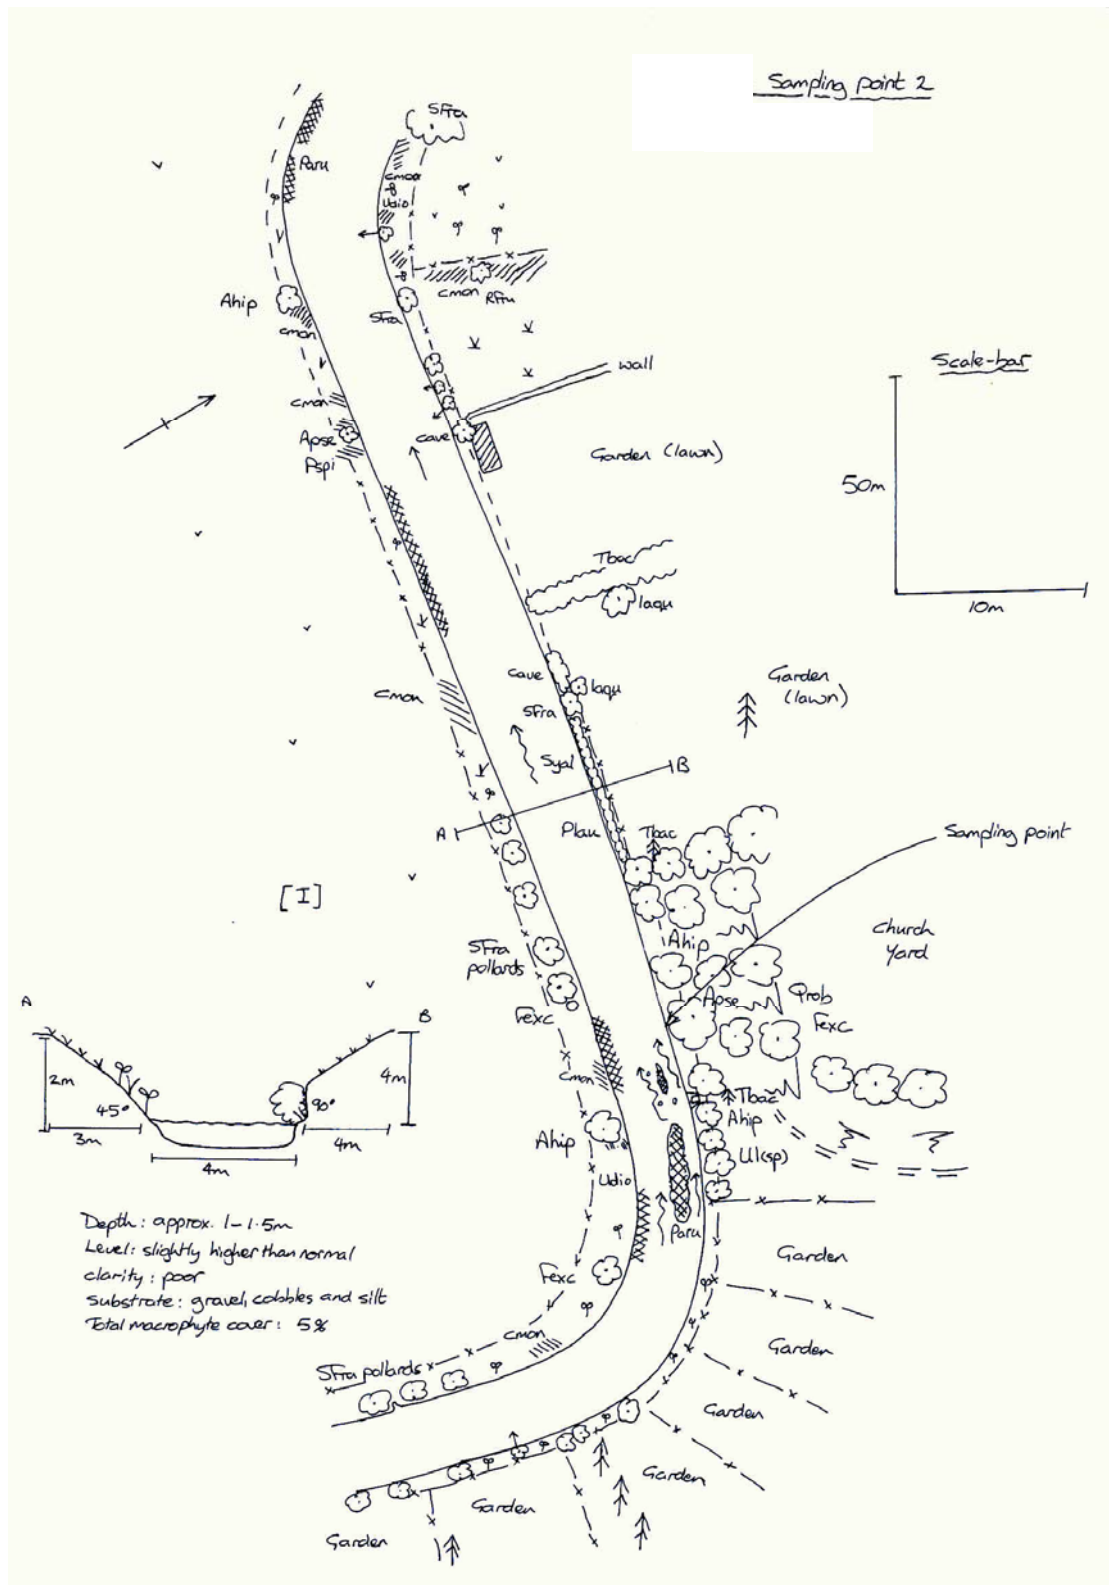 Sampling point 2
SFra
Paru
cmon
Udio
Ahip
cmon
cmon RFru
SFra
wall
Scale-bar
cmon
cave
Apse
Pspi
Garden (lawn)
50m
10m
Tbac
Iaqu
cave
Iaqu
Garden
(lawn)
cmon
SFra
Syal
B
A
Plau
Tbac
Sampling point
[I]
Ahip
Church
Yard
SFra
pollards
Apse
Qrob
Fexc
Fexc
A
B
2m
45°
90°
4m
3m
4m
4m
cmon
Tbac
Ahip
Ahip
Ul(sp)
Udio
Paru
Depth: approx. 1-1.5m
Level: slightly higher than normal
clarity: poor
Substrate: gravel, cobbles and silt
Total macrophyte cover: 5%
Garden
Fexc
cmon
Garden
SFra pollards
Garden
Garden
Garden
Garden